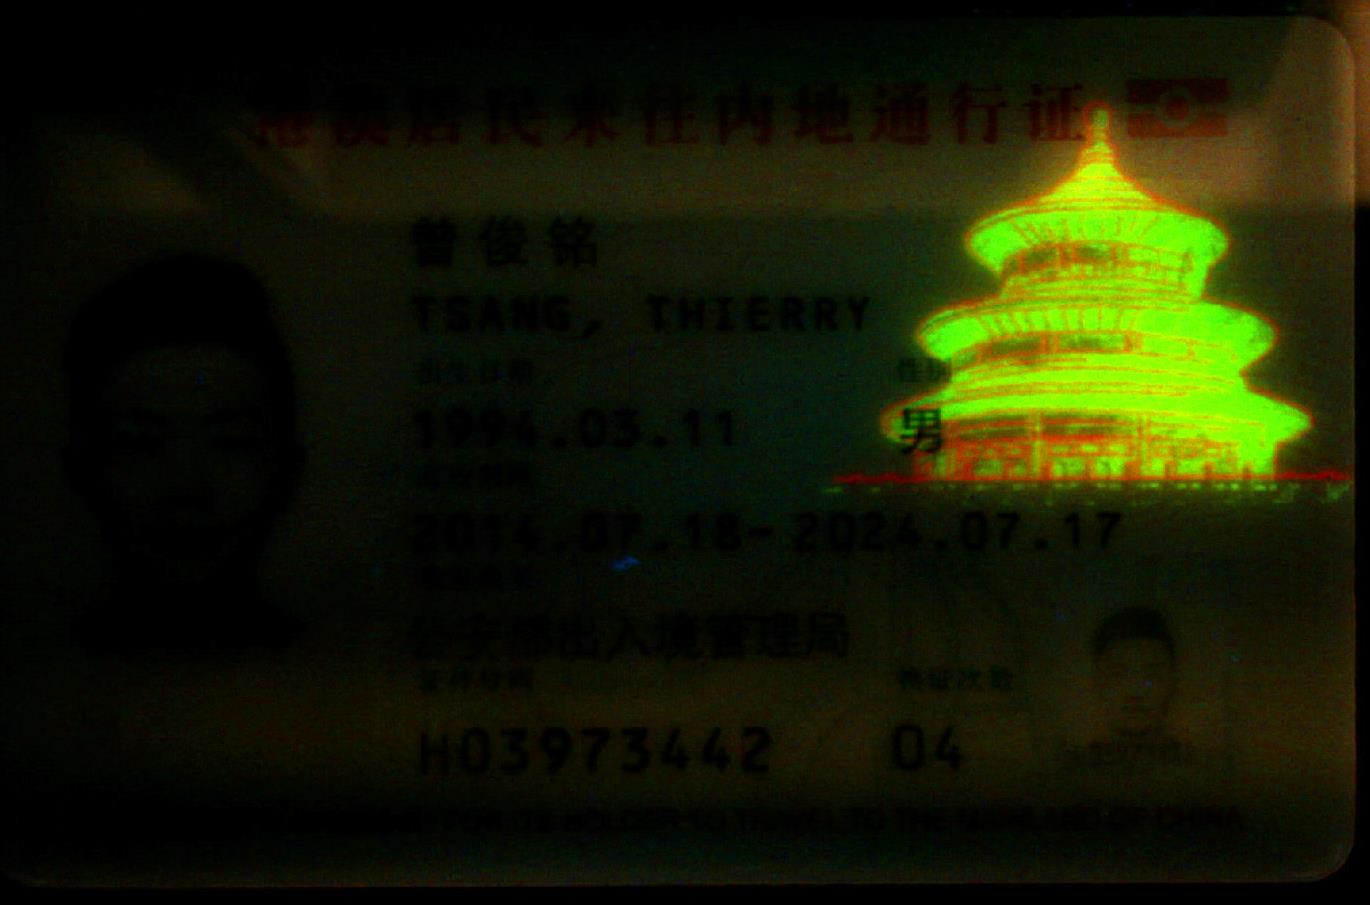 港澳居民来往内地通行证
曾俊铭
TSANG, THIERRY
出生日期 性别
1994.03.11 男
有效期限
2014.07.18-2024.07.17
签发机关
公安部出入境管理局
证件号码 换证次数
H03973442 04
FOR ITS HOLDER TO TRAVEL TO THE MAINLAND OF CHINA